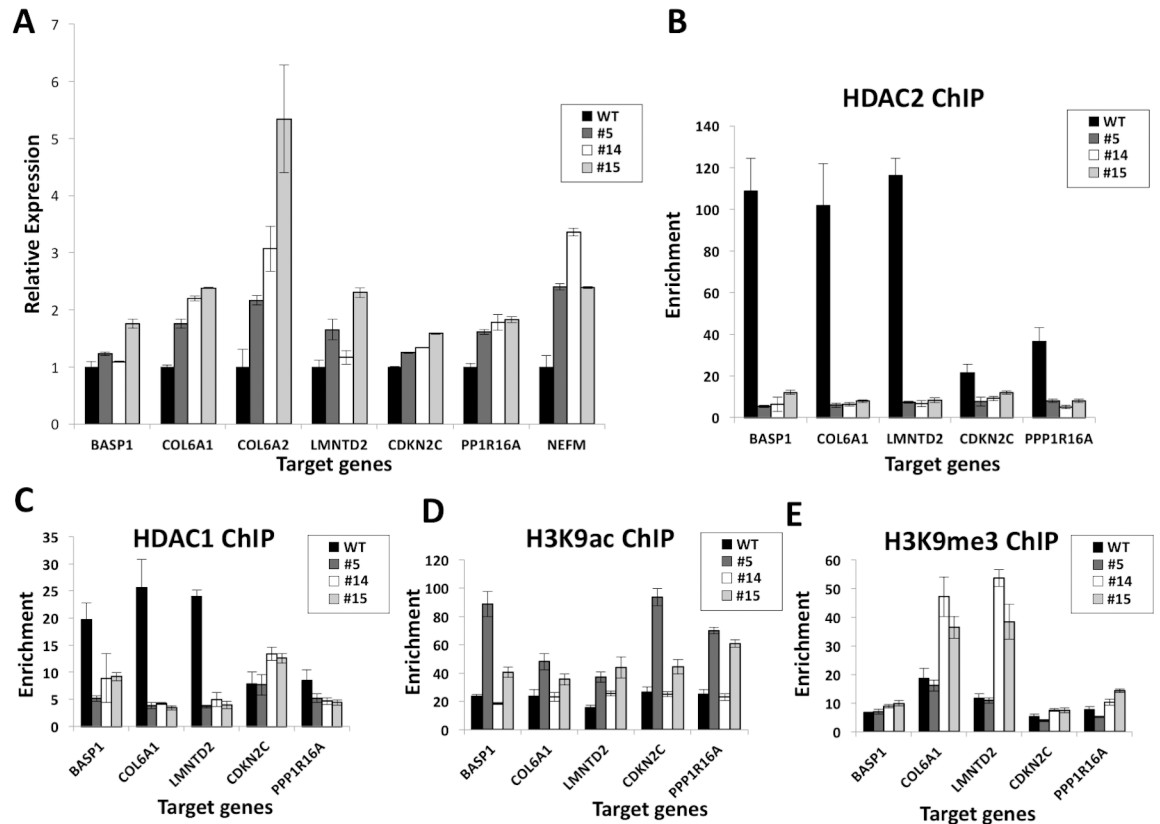 A
7
6
5
4
3
2
1
0
Relative Expression
WT
#5
#14
#15
BASP1 COL6A1 COL6A2 LMNTD2 CDKN2C PP1R16A NEFM
Target genes
B
HDAC2 ChIP
140
120
100
80
60
40
20
0
Enrichment
WT
#5
#14
#15
BASP1 COL6A1 LMNTD2 CDKN2C PPP1R16A
Target genes
C
HDAC1 ChIP
35
30
25
20
15
10
5
0
Enrichment
WT
#5
#14
#15
BASP1 COL6A1 LMNTD2 CDKN2C PPP1R16A
Target genes
D
H3K9ac ChIP
120
100
80
60
40
20
0
Enrichment
WT
#5
#14
#15
BASP1 COL6A1 LMNTD2 CDKN2C PPP1R16A
Target genes
E
H3K9me3 ChIP
60
50
40
30
20
10
0
Enrichment
WT
#5
#14
#15
BASP1 COL6A1 LMNTD2 CDKN2C PPP1R16A
Target genes